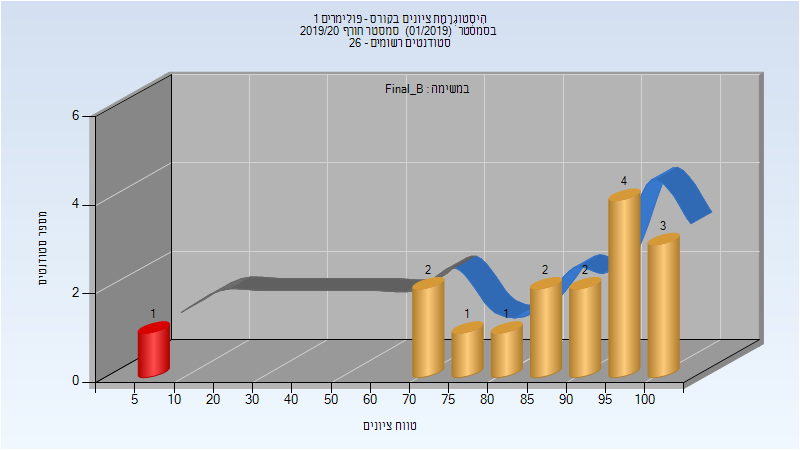 היסטוגרמת ציונים בקורס - פולימרים 1
בסמסטר (01/2019) סמסטר חורף 2019/20
סטודנטים רשומים - 26
במשימה : Final_B
מספר סטודנטים
6
4
2
0
1
2
1
1
2
2
4
3
5 10 20 30 40 50 60 70 75 80 85 90 95 100
טווח ציונים